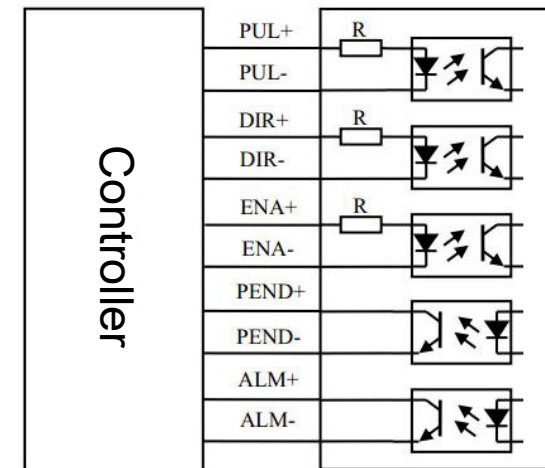 Controller
PUL+
R
PUL-
DIR+
R
DIR-
ENA+
R
ENA-
PEND+
PEND-
ALM+
ALM-